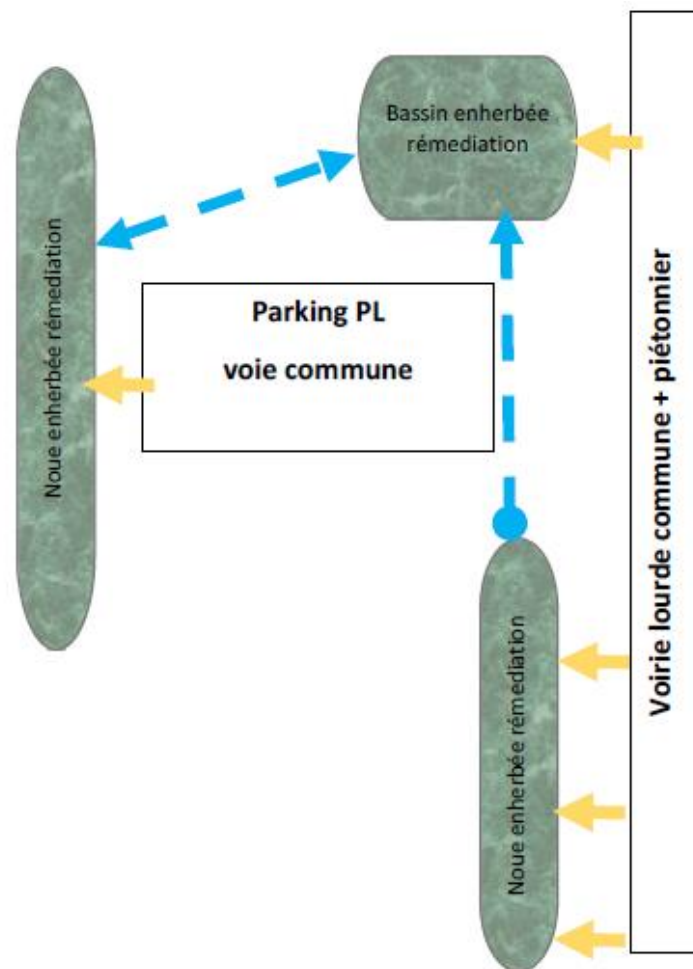 Bassin enherbée
rémediation
Noue enherbée rémediation
Parking PL
voie commune
Voirie lourde commune + piétonnier
Noue enherbée rémediation